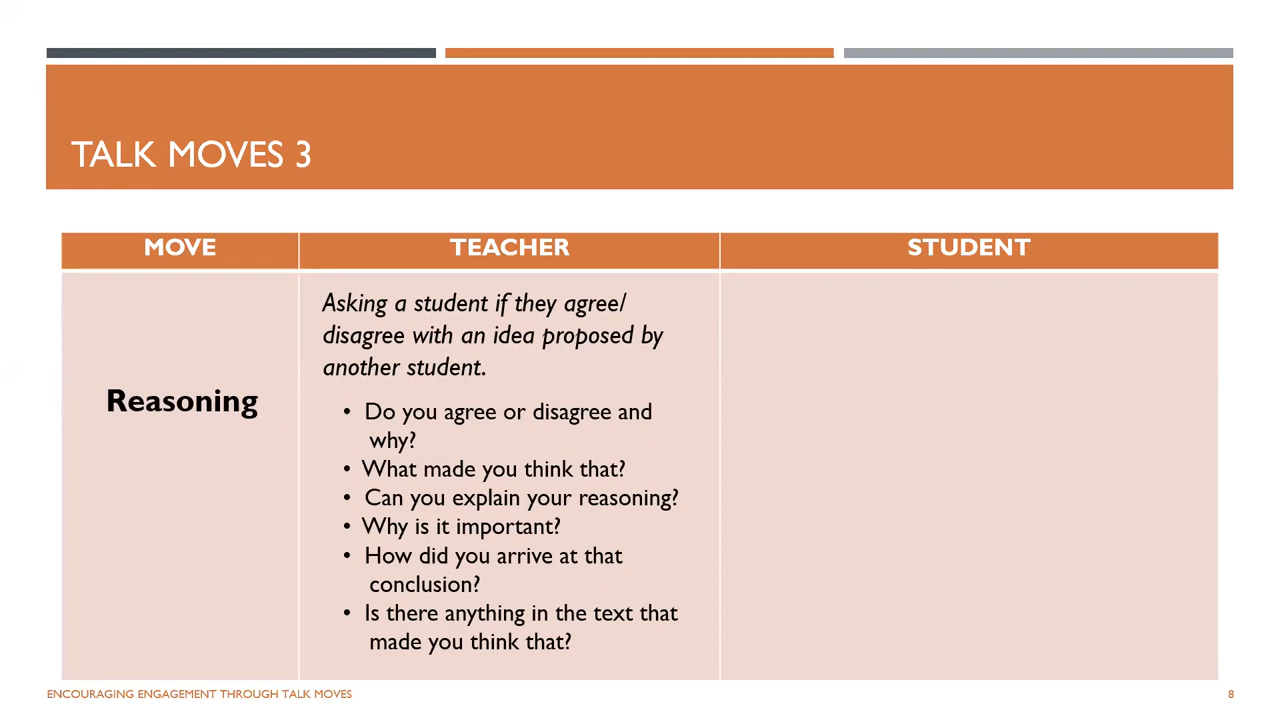 TALK MOVES 3
MOVE
TEACHER
STUDENT
Reasoning
Asking a student if they agree/
disagree with an idea proposed by
another student.
• Do you agree or disagree and
why?
• What made you think that?
• Can you explain your reasoning?
• Why is it important?
• How did you arrive at that
conclusion?
• Is there anything in the text that
made you think that?
ENCOURAGING ENGAGEMENT THROUGH TALK MOVES
8